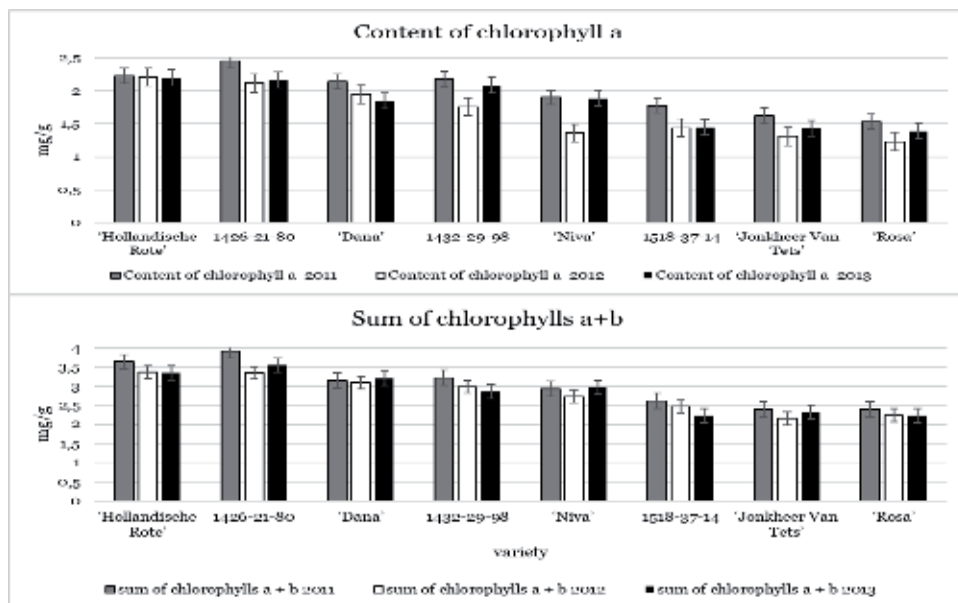 Content of chlorophyll a
2,5
2
1,5
1
0,5
0
mg/g
'Hollandische Rote' 1426-21-80 'Dana' 1432-29-98 'Niva' 1518-37-14 'Jonkheer Van Tets' 'Rosa'
Content of chlorophyll a 2011 Content of chlorophyll a 2012 Content of chlorophyll a 2013
Sum of chlorophylls a+b
4
3,5
3
2,5
2
1,5
1
0,5
0
mg/g
'Hollandische Rote' 1426-21-80 'Dana' 1432-29-98 'Niva' 1518-37-14 'Jonkheer Van Tets' 'Rosa'
variety
sum of chlorophylls a + b 2011 sum of chlorophylls a + b 2012 sum of chlorophylls a + b 2013